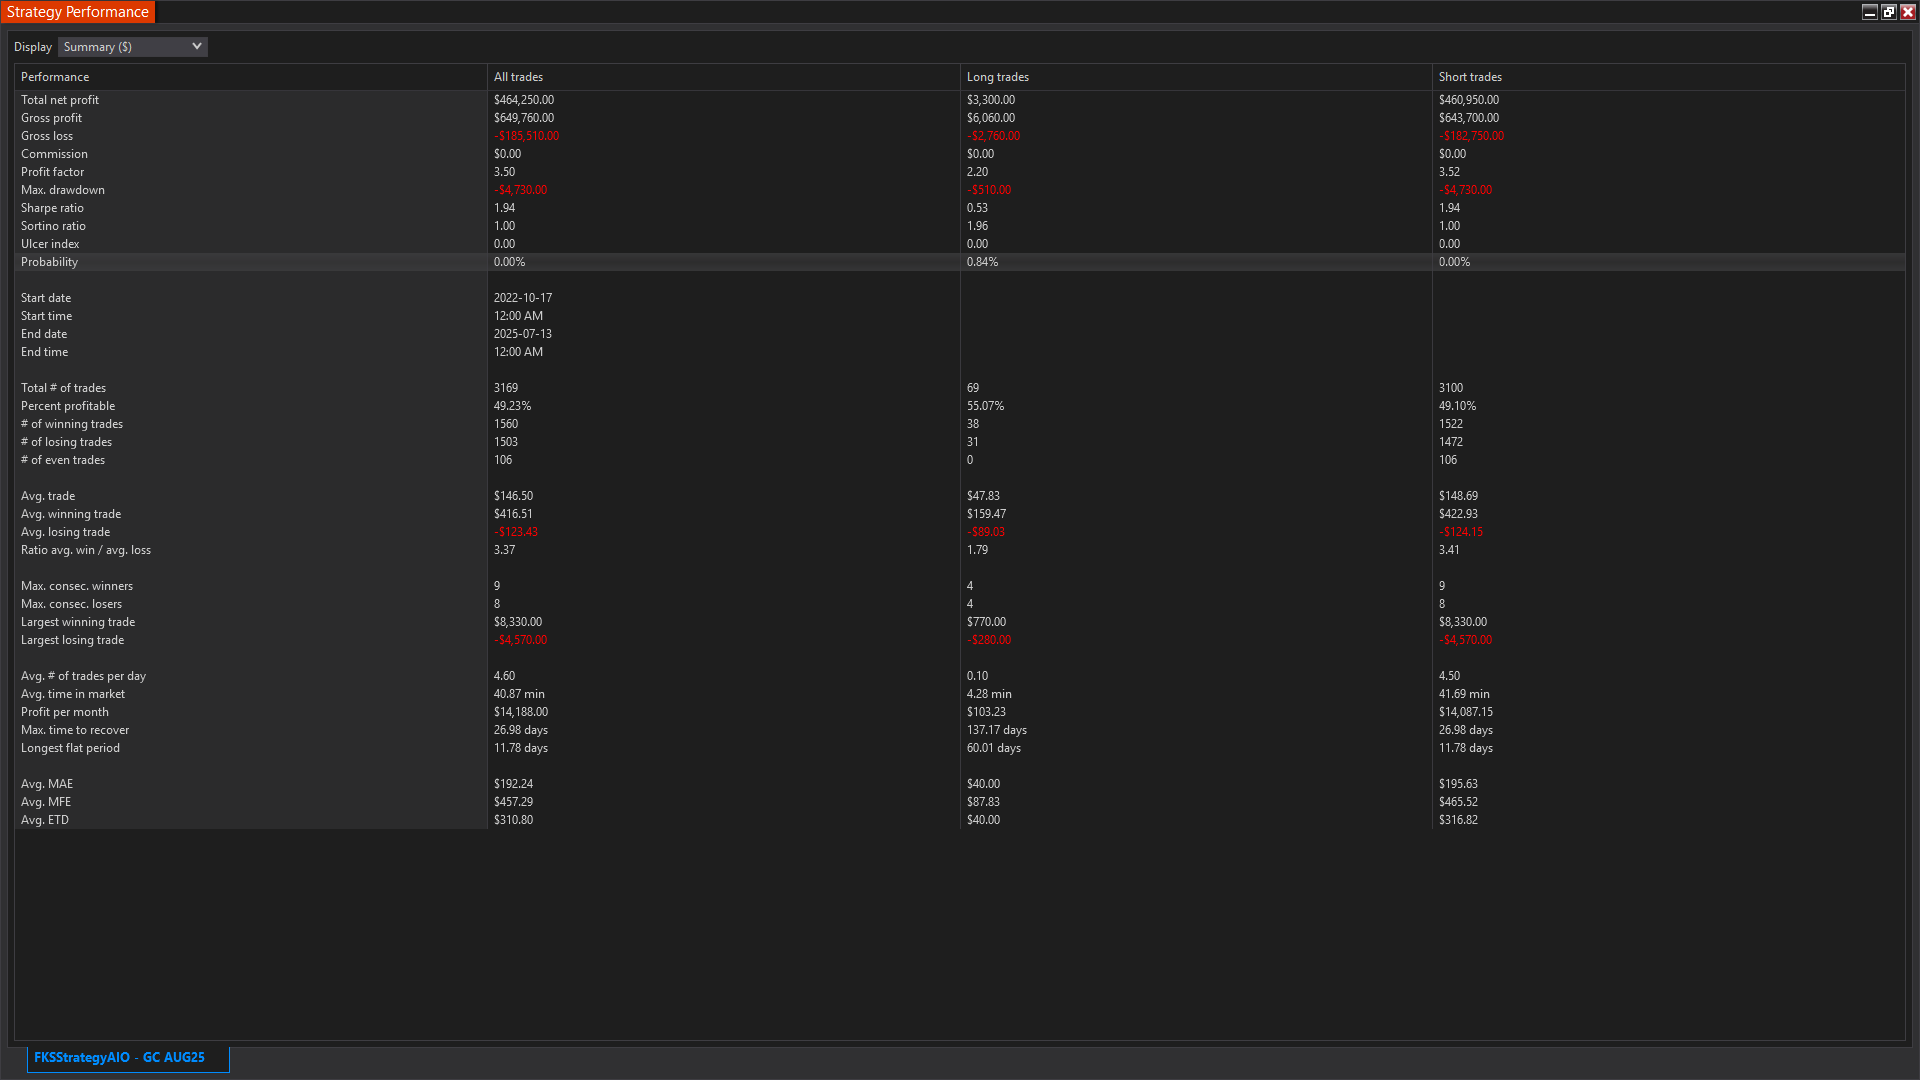 Strategy Performance
Display Summary ($)
Performance All trades Long trades Short trades
Total net profit $464,250.00 $3,300.00 $460,950.00
Gross profit $649,760.00 $6,060.00 $643,700.00
Gross loss -$185,510.00 -$2,760.00 -$182,750.00
Commission $0.00 $0.00 $0.00
Profit factor 3.50 2.20 3.52
Max. drawdown -$4,730.00 -$510.00 -$4,730.00
Sharpe ratio 1.94 0.53 1.94
Sortino ratio 1.00 1.96 1.00
Ulcer index 0.00 0.00 0.00
Probability 0.00% 0.84% 0.00%
Start date 2022-10-17
Start time 12:00 AM
End date 2025-07-13
End time 12:00 AM
Total # of trades 3169 69 3100
Percent profitable 49.23% 55.07% 49.10%
# of winning trades 1560 38 1522
# of losing trades 1503 31 1472
# of even trades 106 0 106
Avg. trade $146.50 $47.83 $148.69
Avg. winning trade $416.51 $159.47 $422.93
Avg. losing trade -$123.43 -$89.03 -$124.15
Ratio avg. win / avg. loss 3.37 1.79 3.41
Max. consec. winners 9 4 9
Max. consec. losers 8 4 8
Largest winning trade $8,330.00 $770.00 $8,330.00
Largest losing trade -$4,570.00 -$280.00 -$4,570.00
Avg. # of trades per day 4.60 0.10 4.50
Avg. time in market 40.87 min 4.28 min 41.69 min
Profit per month $14,188.00 $103.23 $14,087.15
Max. time to recover 26.98 days 137.17 days 26.98 days
Longest flat period 11.78 days 60.01 days 11.78 days
Avg. MAE $192.24 $40.00 $195.63
Avg. MFE $457.29 $87.83 $465.52
Avg. ETD $310.80 $40.00 $316.82
FKSStrategyAIO - GC AUG25